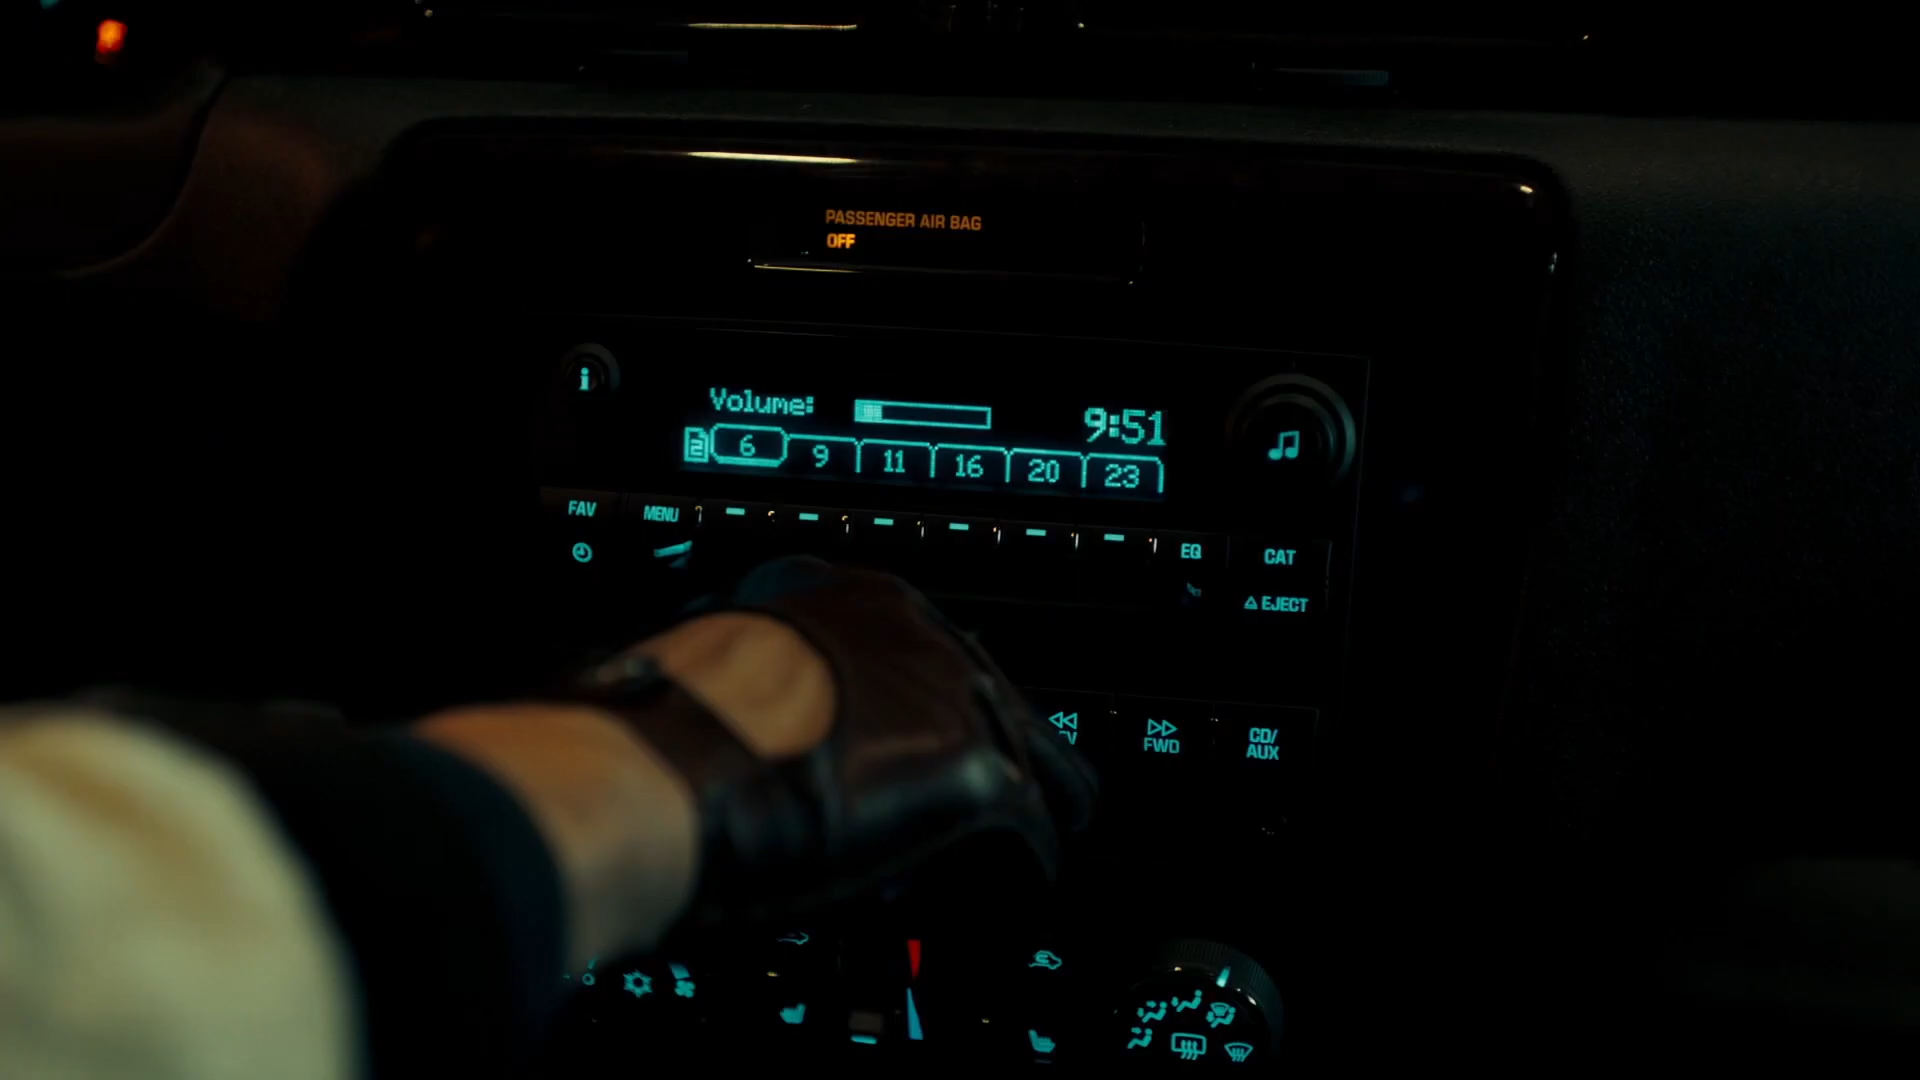 PASSENGER AIR BAG
OFF
i
Volume:
9:51
2 6 9 11 16 20 23
FAV
MENU
EQ
CAT
EJECT
FWD
CD/
AUX